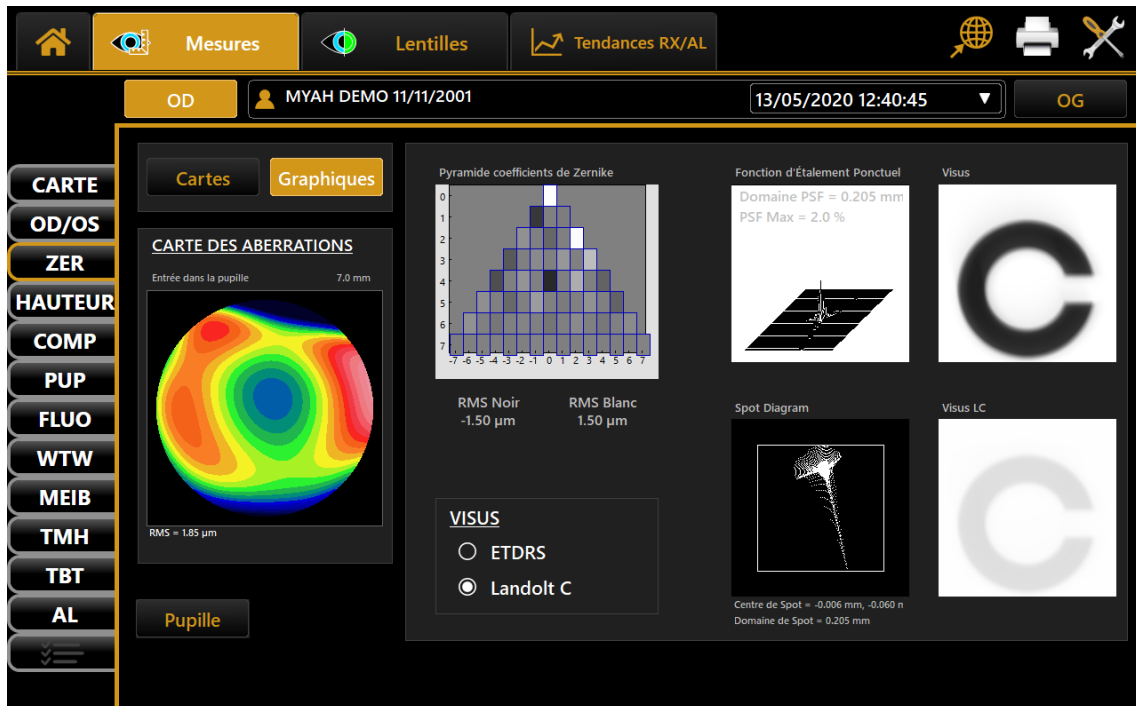 Mesures
Lentilles
Tendances RX/AL
OD
MYAH DEMO 11/11/2001
13/05/2020 12:40:45
OG
CARTE
OD/OS
ZER
HAUTEUR
COMP
PUP
FLUO
WTW
MEIB
TMH
TBT
AL
Cartes
Graphiques
CARTE DES ABERRATIONS
Entrée dans la pupille 7.0 mm
RMS = 1.85 µm
Pupille
Pyramide coefficients de Zernike
0
1
2
3
4
5
6
7
-7 -6 -5 -4 -3 -2 -1 0 1 2 3 4 5 6 7
RMS Noir RMS Blanc
-1.50 µm 1.50 µm
VISUS
ETDRS
Landolt C
Fonction d'Étalement Ponctuel
Domaine PSF = 0.205 mm
PSF Max = 2.0 %
Visus
Spot Diagram
Centre de Spot = -0.006 mm, -0.060 n
Domaine de Spot = 0.205 mm
Visus LC